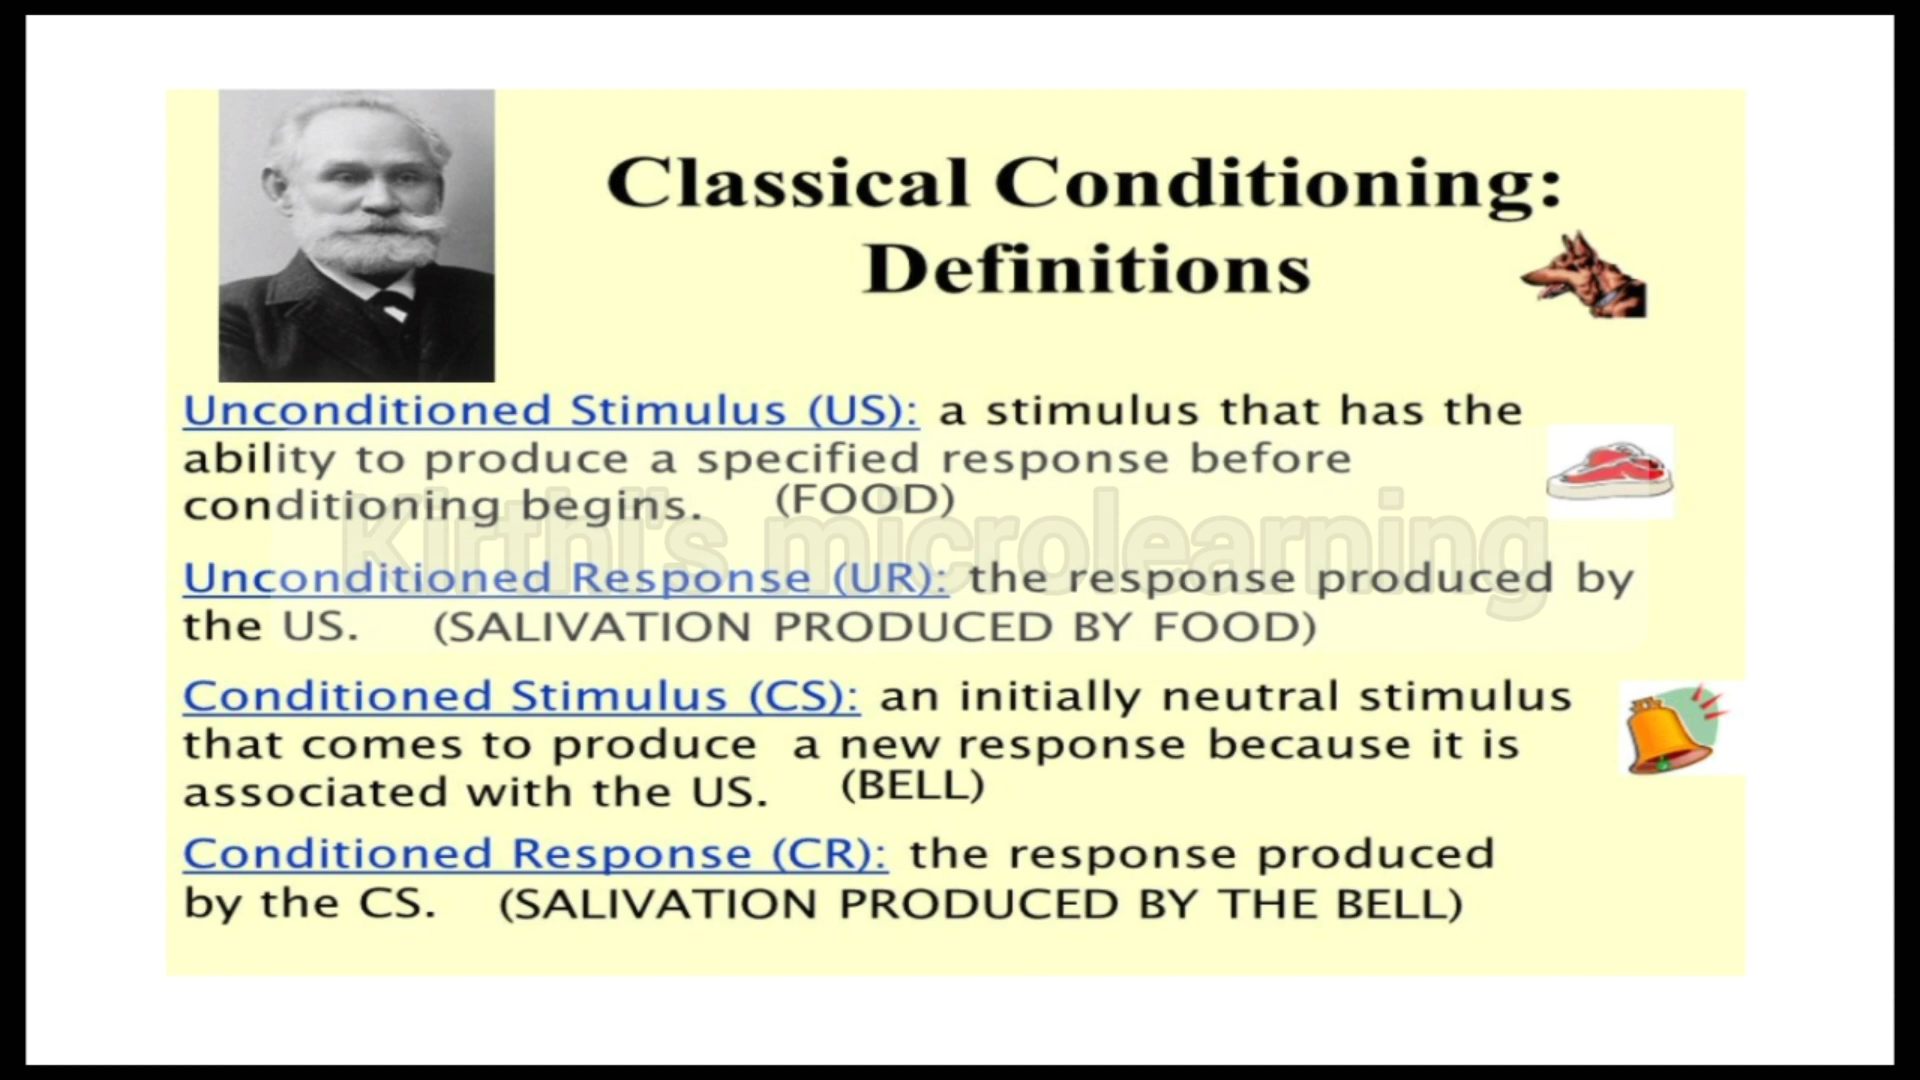 Classical Conditioning:
Definitions
Unconditioned Stimulus (US): a stimulus that has the
ability to produce a specified response before
conditioning begins. (FOOD)
Kirthi's microlearning
Unconditioned Response (UR): the response produced by
the US. (SALIVATION PRODUCED BY FOOD)
Conditioned Stimulus (CS): an initially neutral stimulus
that comes to produce a new response because it is
associated with the US. (BELL)
Conditioned Response (CR): the response produced
by the CS. (SALIVATION PRODUCED BY THE BELL)